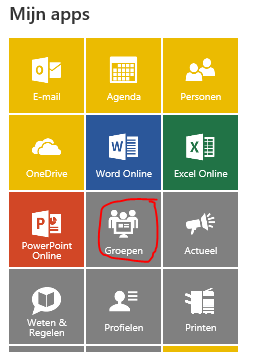 Mijn apps
E-mail
Agenda
Personen
OneDrive
Word Online
Excel Online
PowerPoint
Online
Groepen
Actueel
Weten &
Regelen
Profielen
Printen